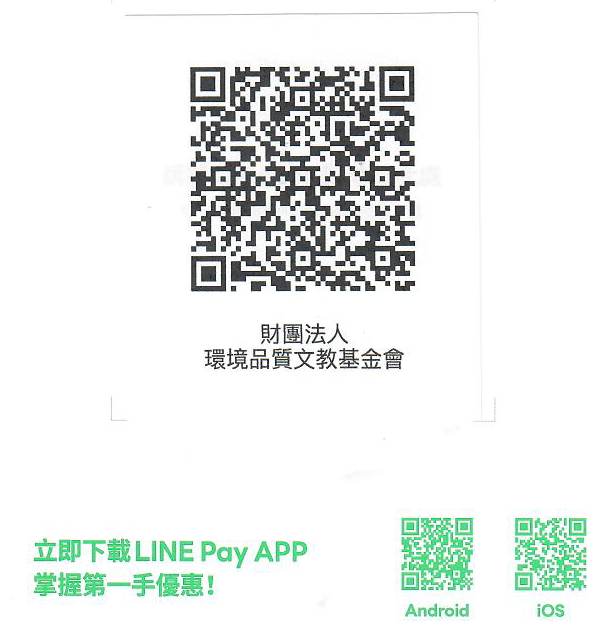 財團法人
環境品質文教基金會
立即下載 LINE Pay APP
掌握第一手優惠！
Android
iOS